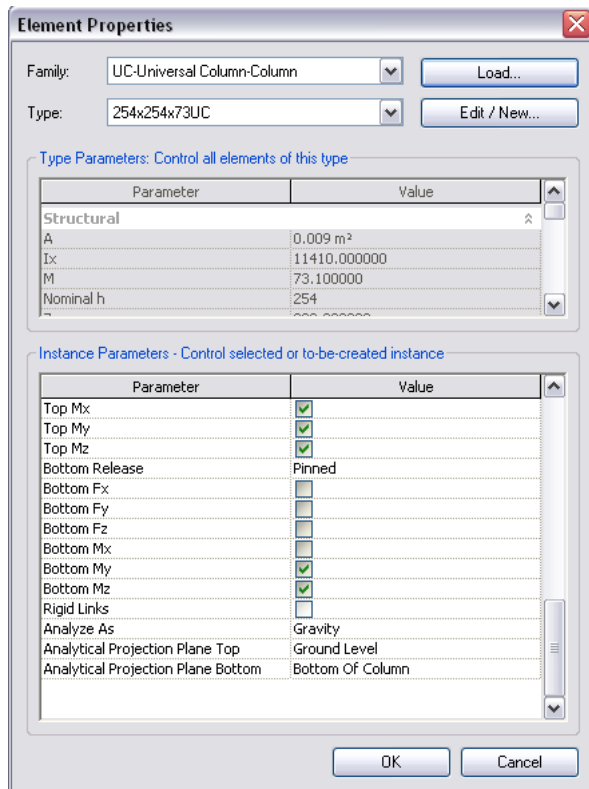 Element Properties
Family: UC-Universal Column-Column Load...
Type: 254x254x73UC Edit / New...
Type Parameters: Control all elements of this type
Parameter Value
Structural
A 0.009 m²
Ix 11410.000000
M 73.100000
Nominal h 254
Instance Parameters - Control selected or to-be-created instance
Parameter Value
Top Mx
Top My
Top Mz
Bottom Release Pinned
Bottom Fx
Bottom Fy
Bottom Fz
Bottom Mx
Bottom My
Bottom Mz
Rigid Links
Analyze As Gravity
Analytical Projection Plane Top Ground Level
Analytical Projection Plane Bottom Bottom Of Column
OK Cancel